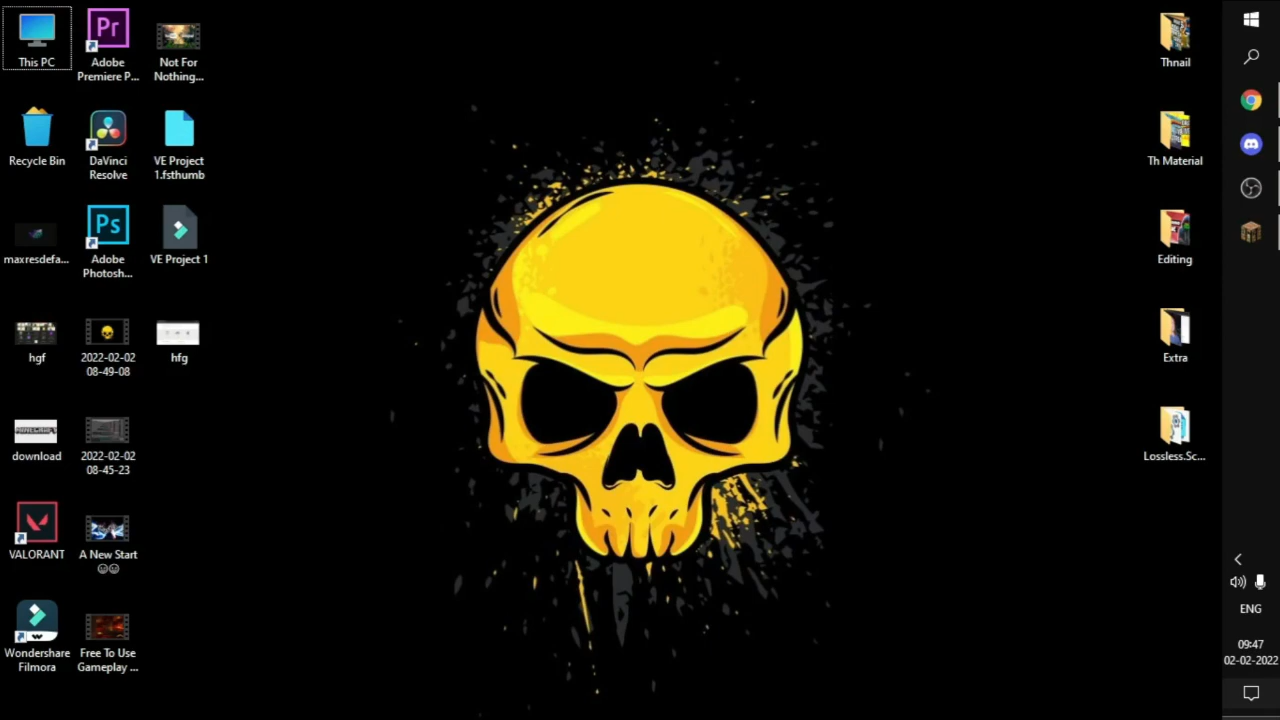 This PC
Adobe
Premiere P...
Not For
Nothing...
Recycle Bin
DaVinci
Resolve
VE Project
1.fsthumb
maxresdefa...
Adobe
Photosh...
VE Project 1
hgf
2022-02-02
08-49-08
hfg
download
2022-02-02
08-45-23
VALORANT
A New Start
Wondershare
Filmora
Free To Use
Gameplay ...
Thnail
Th Material
Editing
Extra
Lossless.Sc...
ENG
09:47
02-02-2022
Pr
Ps